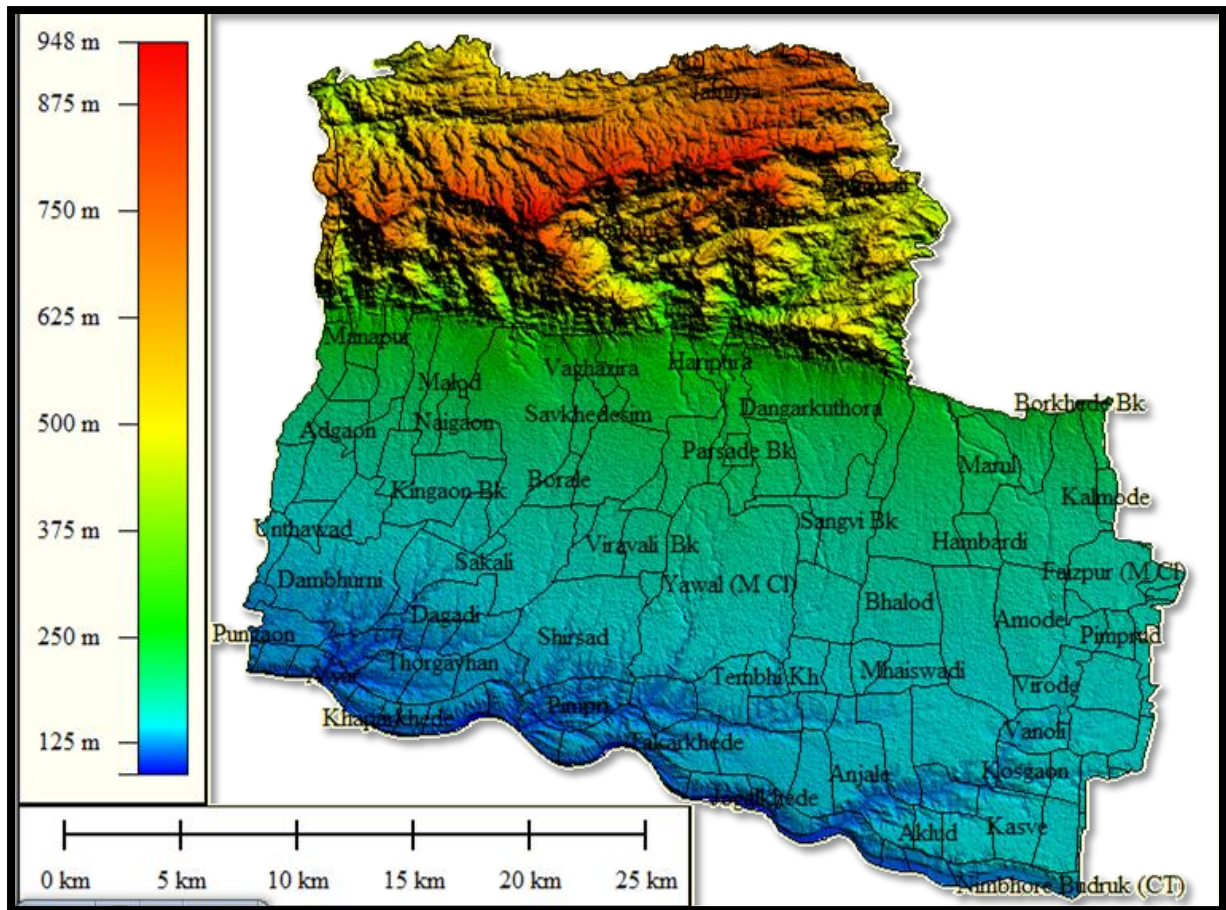 948 m
875 m
750 m
625 m
500 m
375 m
250 m
125 m
0 km 5 km 10 km 15 km 20 km 25 km
Manapur
Vaghazira
Haripura
Malod
Borkhede Bk
Adgaon
Naigaon
Savkhedesim
Dangarkuthora
Parsade Bk
Marul
Kingaon Bk
Borale
Kalmode
Unthawad
Viravali Bk
Sangvi Bk
Hambardi
Dambhurni
Sakali
Yawal (M Cl)
Faizpur (M Cl)
Dagadi
Bhalod
Amode
Pungaon
Shirsad
Pimprud
Thorgavhan
Tembhi Kh
Mhaiswadi
Virode
Khaparkhede
Pimpri
Vanoli
Takarkhede
Anjale
Kosgaon
Aklud
Kasve
Nimbhore Budruk (CT)